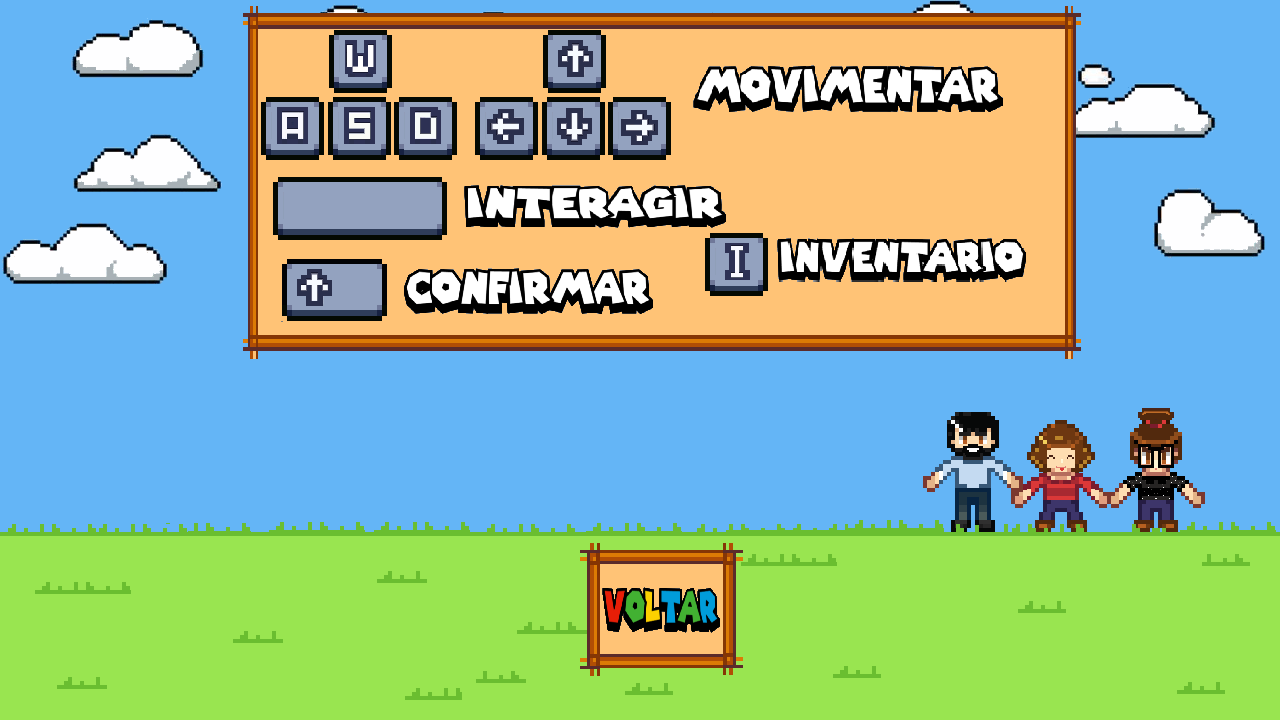 W
A S D
MOVIMENTAR
INTERAGIR
I INVENTARIO
CONFIRMAR
VOLTAR